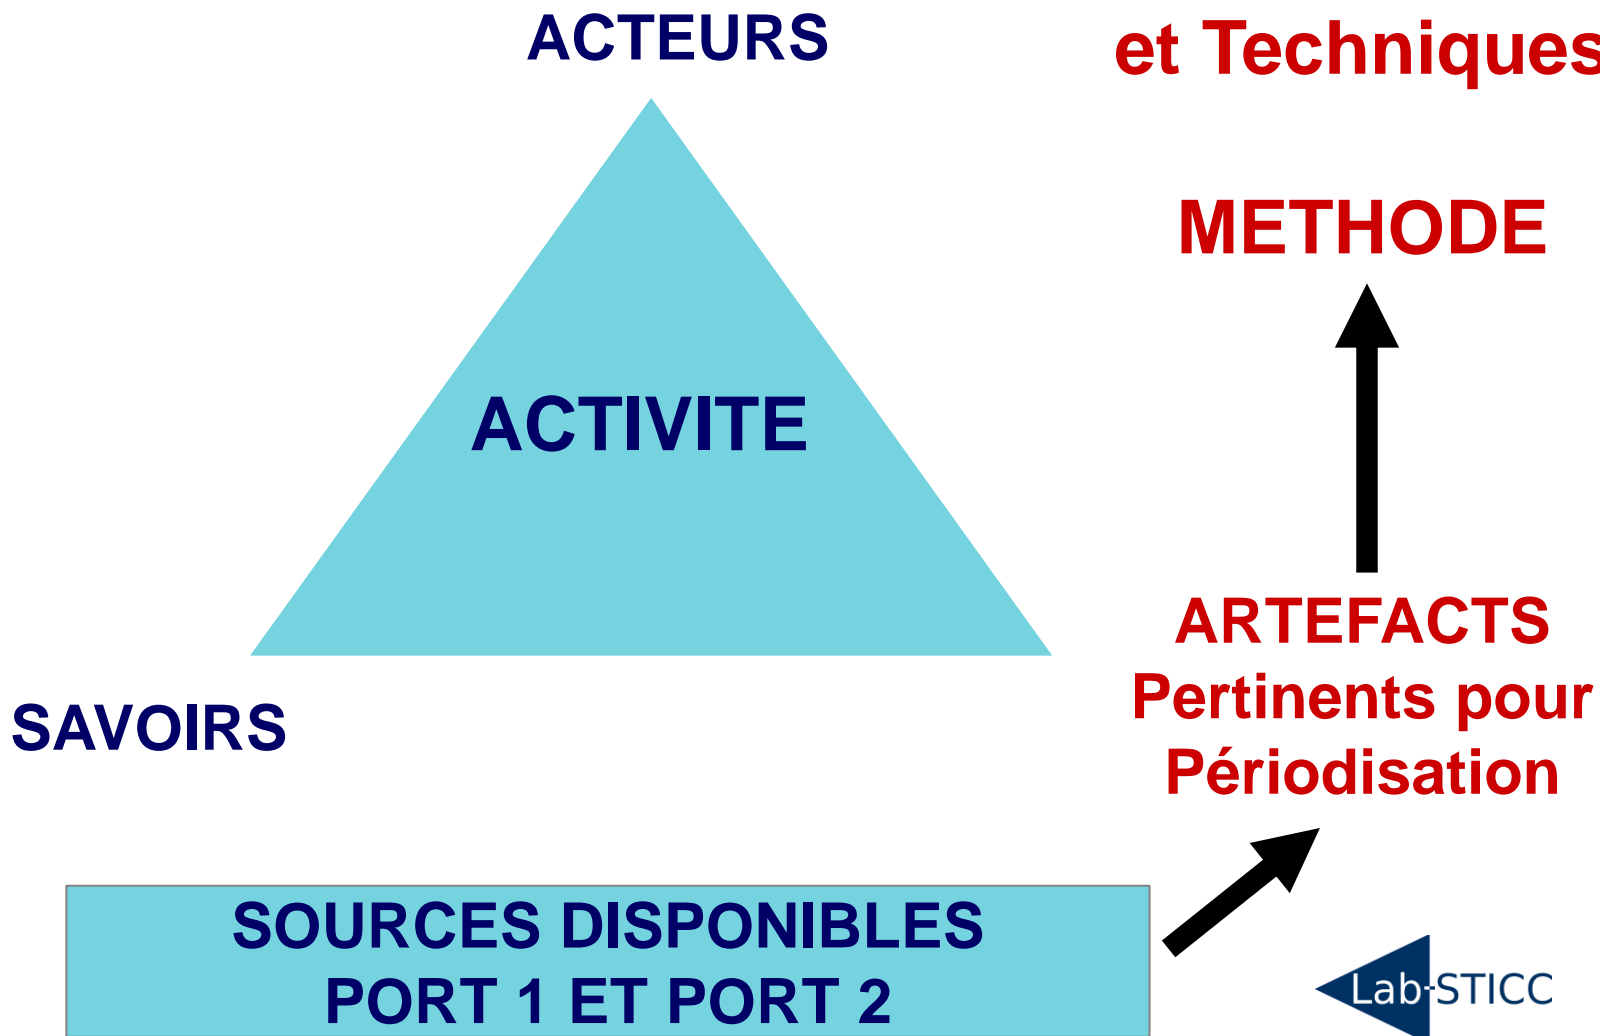 ACTEURS
et Techniques
METHODE
ACTIVITE
ARTEFACTS
Pertinents pour
Périodisation
SAVOIRS
SOURCES DISPONIBLES
PORT 1 ET PORT 2
Lab-STICC